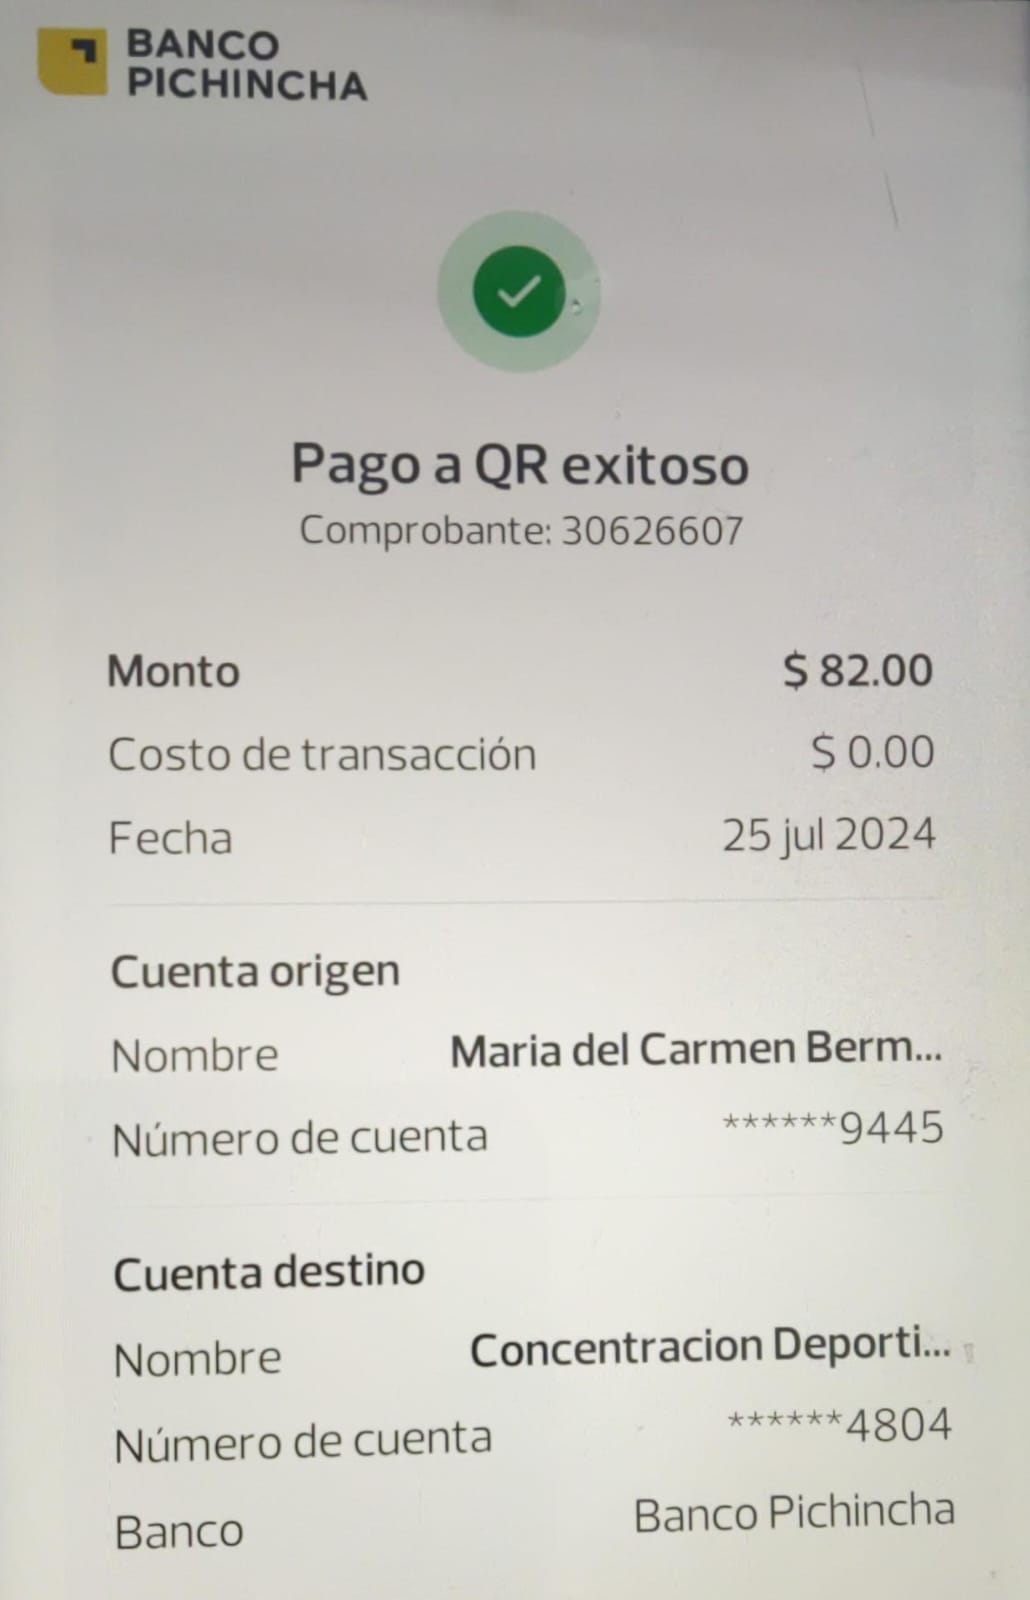 BANCO
PICHINCHA
Pago a QR exitoso
Comprobante: 30626607
Monto $ 82.00
Costo de transacción $ 0.00
Fecha 25 jul 2024
Cuenta origen
Nombre Maria del Carmen Berm...
Número de cuenta ******9445
Cuenta destino
Nombre Concentracion Deporti...
Número de cuenta ******4804
Banco Banco Pichincha